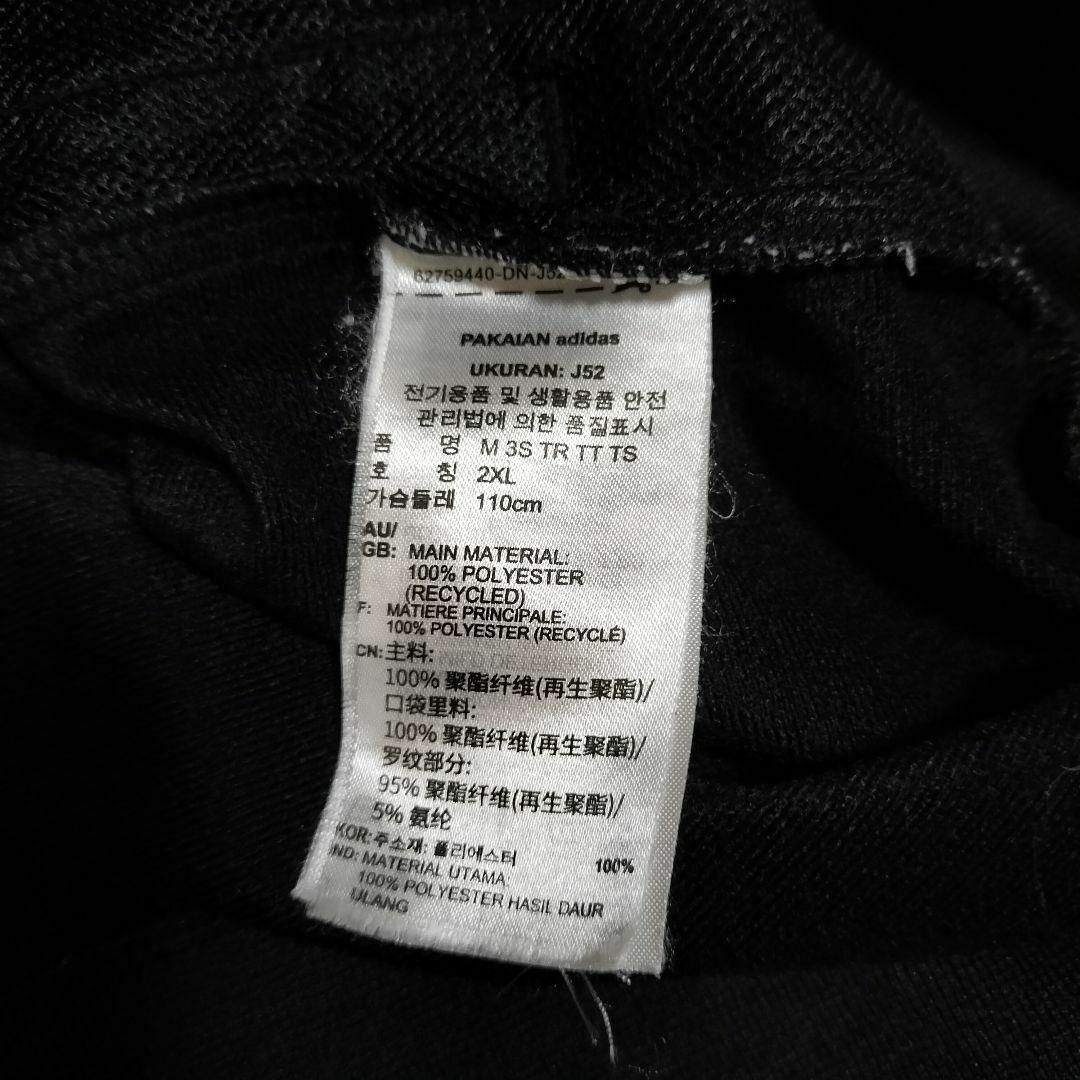 62759440-DN-J52
PAKAIAN adidas
UKURAN: J52
전기용품 및 생활용품 안전
관리법에 의한 품질표시
품 명 M 3S TR TT TS
호 칭 2XL
가슴둘레 110cm
AU/
GB: MAIN MATERIAL:
100% POLYESTER
(RECYCLED)
F: MATIERE PRINCIPALE:
100% POLYESTER (RECYCLÉ)
CN: 主料:
100% 聚酯纤维(再生聚酯)/
口袋里料:
100% 聚酯纤维(再生聚酯)/
罗纹部分:
95% 聚酯纤维(再生聚酯)/
5% 氨纶
KOR: 주소재: 폴리에스터 100%
IND: MATERIAL UTAMA:
100% POLYESTER HASIL DAUR
ULANG